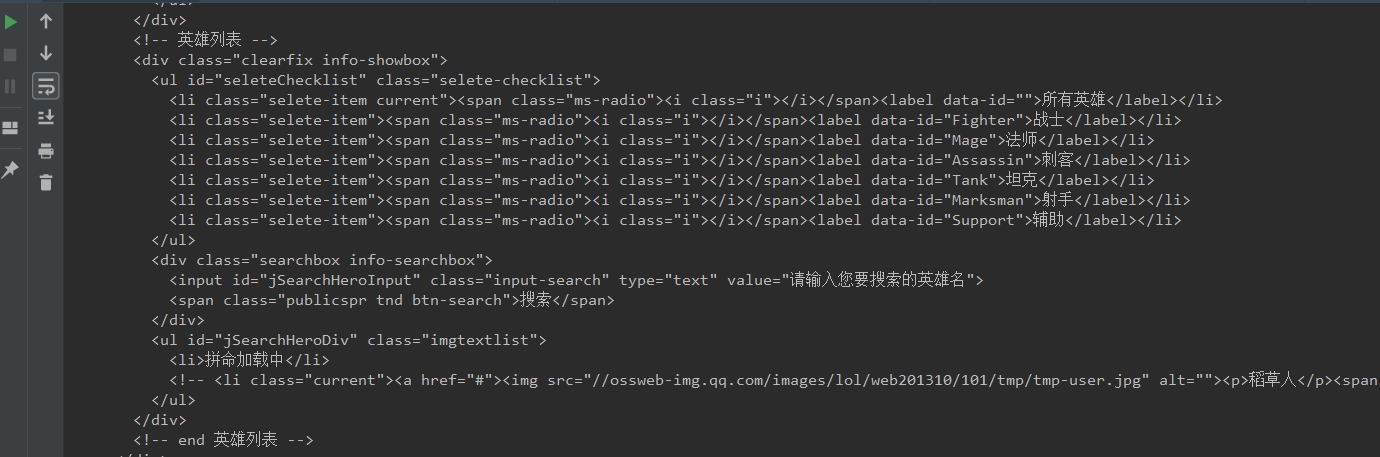 </div>
<!-- 英雄列表 -->
<div class="clearfix info-showbox">
<ul id="seleteChecklist" class="selete-checklist">
<li class="selete-item current"><span class="ms-radio"><i class="i"></i></span><label data-id="">所有英雄</label></li>
<li class="selete-item"><span class="ms-radio"><i class="i"></i></span><label data-id="Fighter">战士</label></li>
<li class="selete-item"><span class="ms-radio"><i class="i"></i></span><label data-id="Mage">法师</label></li>
<li class="selete-item"><span class="ms-radio"><i class="i"></i></span><label data-id="Assassin">刺客</label></li>
<li class="selete-item"><span class="ms-radio"><i class="i"></i></span><label data-id="Tank">坦克</label></li>
<li class="selete-item"><span class="ms-radio"><i class="i"></i></span><label data-id="Marksman">射手</label></li>
<li class="selete-item"><span class="ms-radio"><i class="i"></i></span><label data-id="Support">辅助</label></li>
</ul>
<div class="searchbox info-searchbox">
<input id="jSearchHeroInput" class="input-search" type="text" value="请输入您要搜索的英雄名">
<span class="publicspr tnd btn-search">搜索</span>
</div>
<ul id="jSearchHeroDiv" class="imgtextlist">
<li>拼命加载中</li>
<!-- <li class="current"><a href="#"><img src="//ossweb-img.qq.com/images/lol/web201310/101/tmp/tmp-user.jpg" alt=""><p>稻草人</p><span
</ul>
</div>
<!-- end 英雄列表 -->